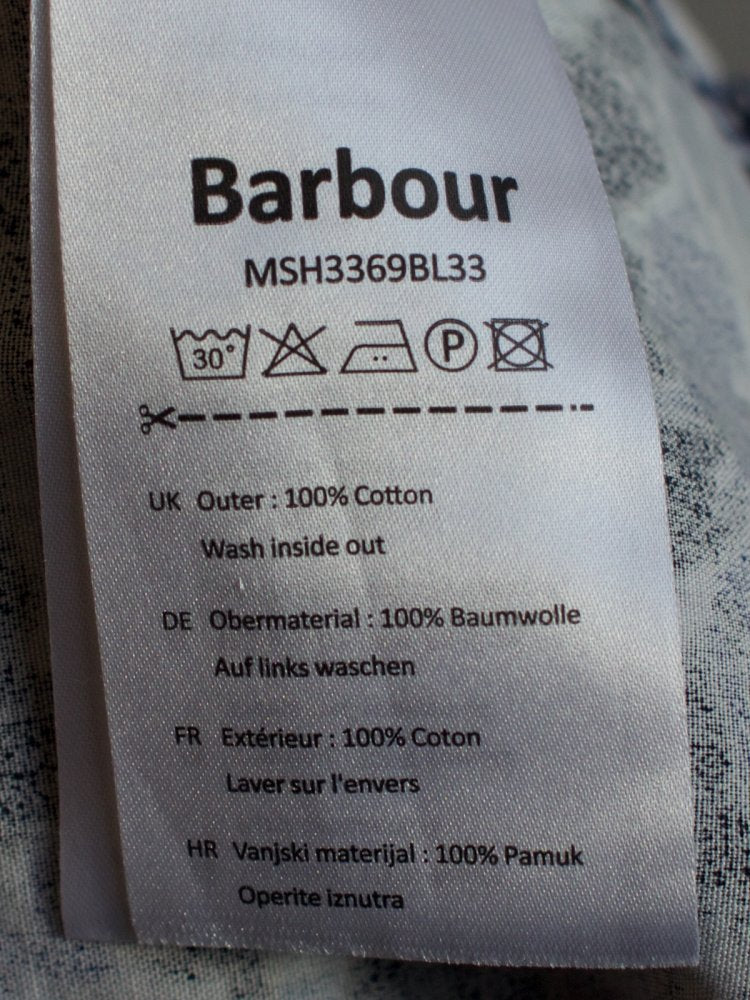 Barbour
MSH3369BL33
30° P
UK Outer : 100% Cotton
Wash inside out
DE Obermaterial : 100% Baumwolle
Auf links waschen
FR Extérieur : 100% Coton
Laver sur l'envers
HR Vanjski materijal : 100% Pamuk
Operite iznutra